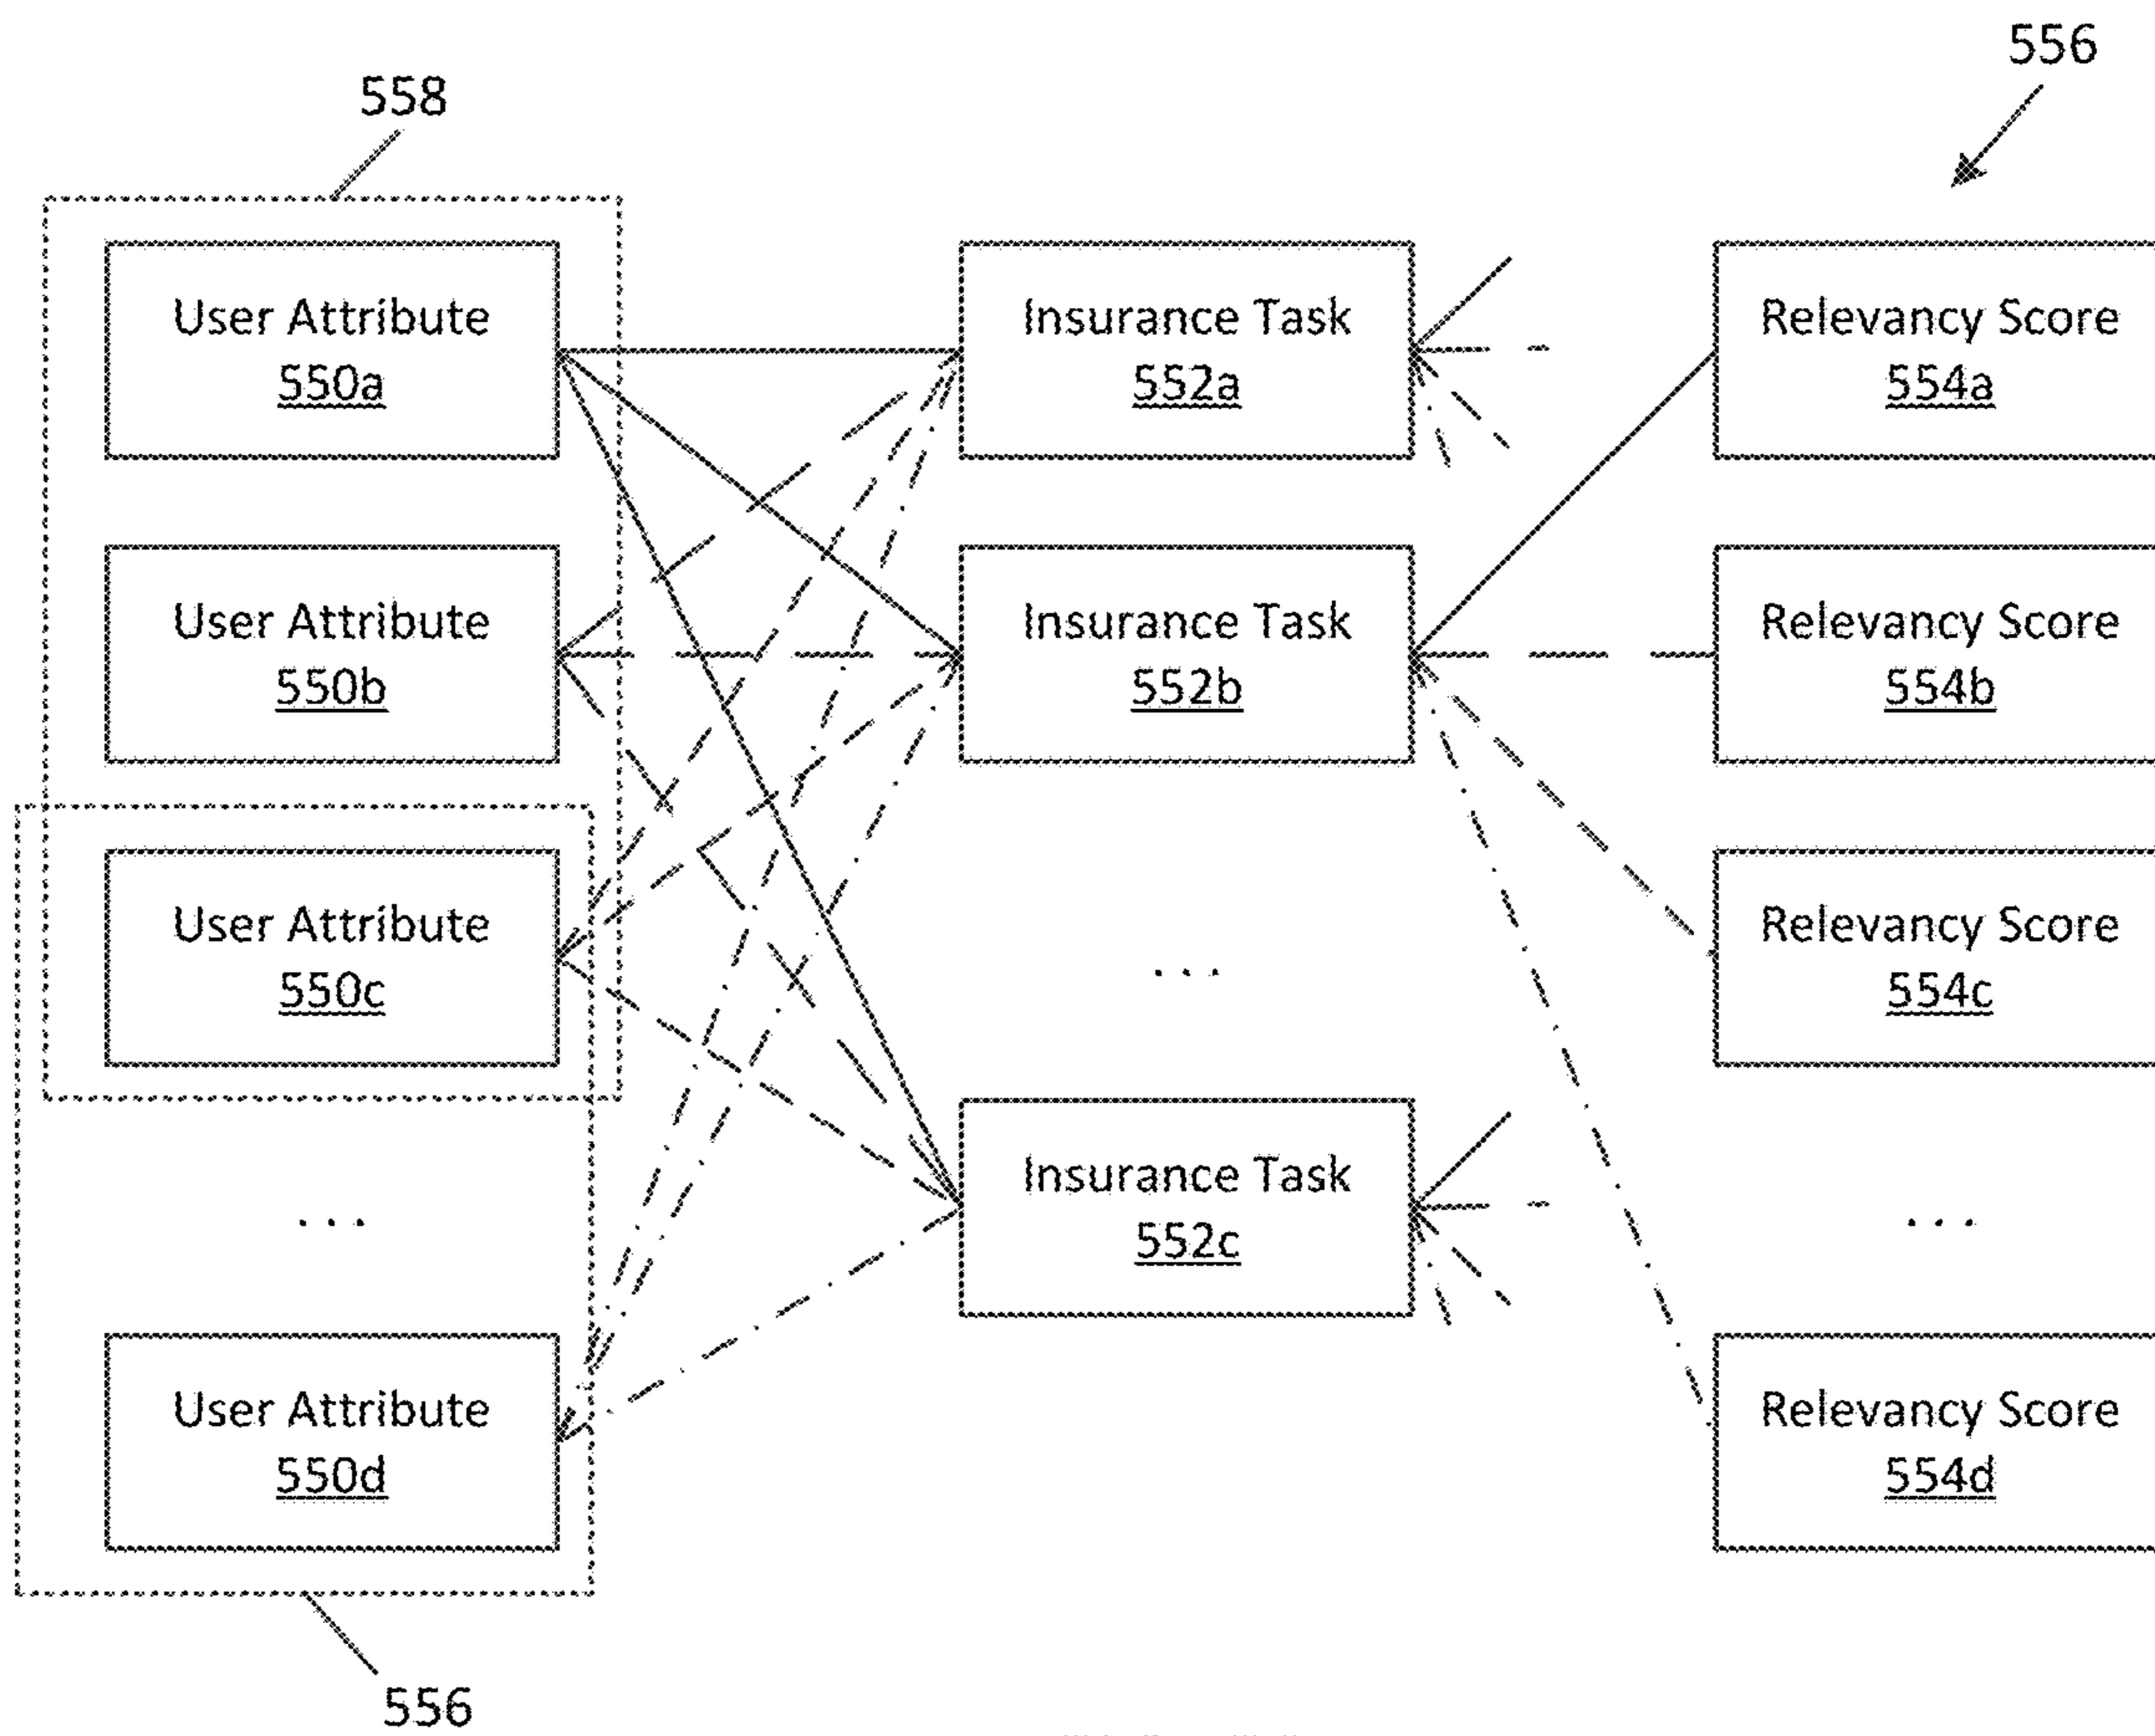 556
558
User Attribute
550a
Insurance Task
552a
Relevancy Score
554a
User Attribute
550b
Insurance Task
552b
Relevancy Score
554b
User Attribute
550c
. . .
Relevancy Score
554c
Insurance Task
552c
. . .
. . .
User Attribute
550d
Relevancy Score
554d
556